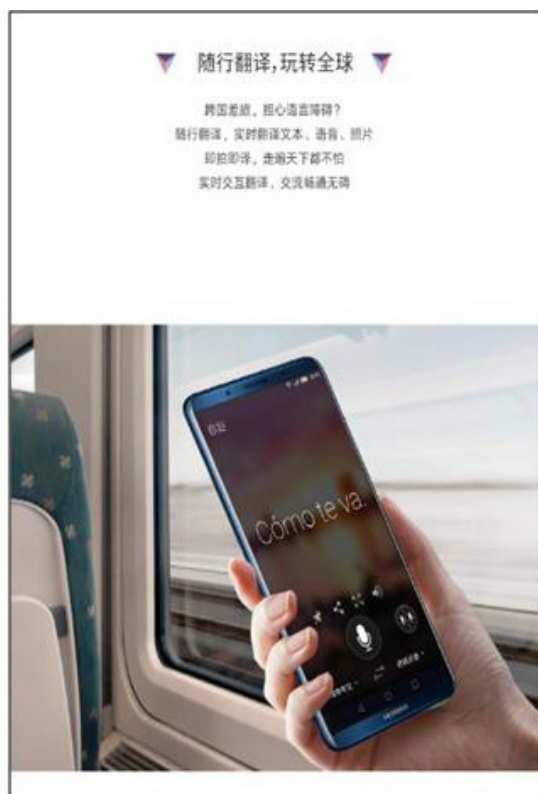 随行翻译,玩转全球
跨国差旅，担心语言障碍？
随行翻译，实时翻译文本、语音、照片
即拍即译，走遍天下都不怕
实时交互翻译，交流畅通无碍
你好
Cómo te va.
HUAWEI